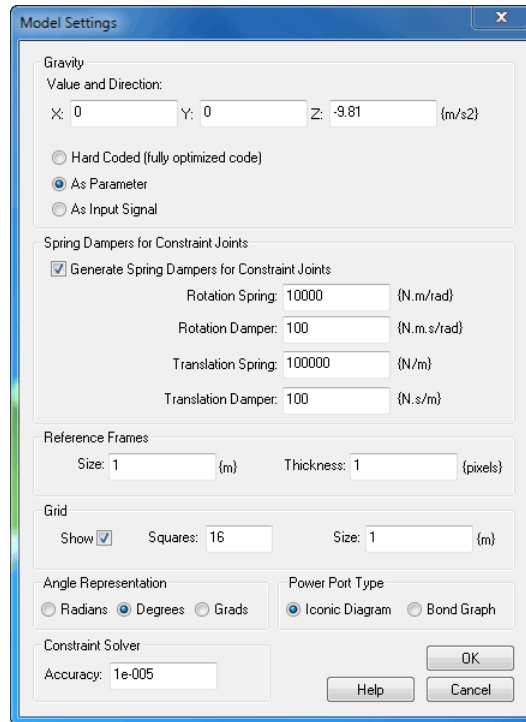 Model Settings
x
Gravity
Value and Direction:
X: 0 Y: 0 Z: -9.81 {m/s2}
Hard Coded (fully optimized code)
As Parameter
As Input Signal
Spring Dampers for Constraint Joints
Generate Spring Dampers for Constraint Joints
Rotation Spring: 10000 {N.m/rad}
Rotation Damper: 100 {N.m.s/rad}
Translation Spring: 100000 {N/m}
Translation Damper: 100 {N.s/m}
Reference Frames
Size: 1 {m} Thickness: 1 {pixels}
Grid
Show Squares: 16 Size: 1 {m}
Angle Representation
Radians Degrees Grads
Power Port Type
Iconic Diagram Bond Graph
Constraint Solver
Accuracy: 1e-005
OK
Help Cancel